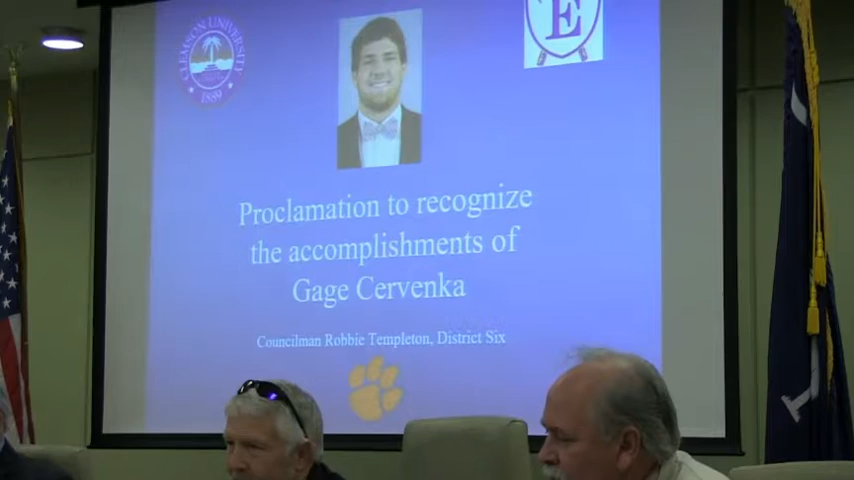 CLEMSON UNIVERSITY
1889
E
Proclamation to recognize
the accomplishments of
Gage Cervenka
Councilman Robbie Templeton, District Six